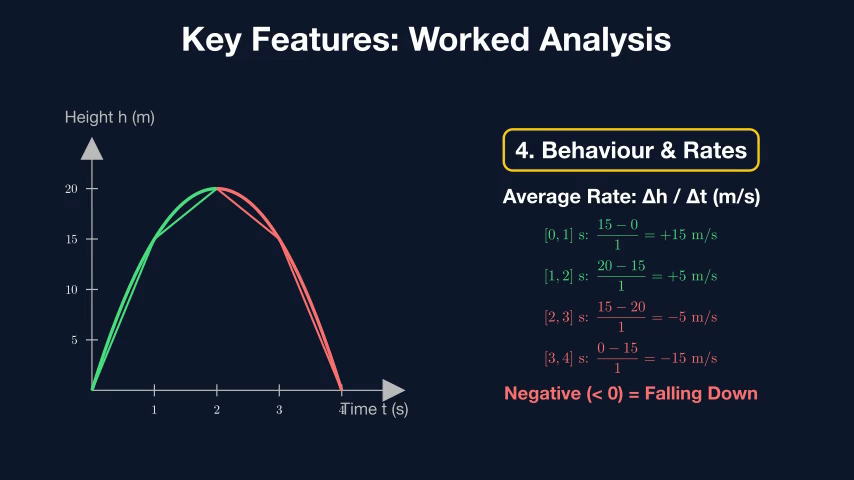 Key Features: Worked Analysis
Height h (m)
20
15
10
5
1 2 3 4
Time t (s)
4. Behaviour & Rates
Average Rate: Δh / Δt (m/s)
[0, 1] s: (15 − 0)/1 = +15 m/s
[1, 2] s: (20 − 15)/1 = +5 m/s
[2, 3] s: (15 − 20)/1 = −5 m/s
[3, 4] s: (0 − 15)/1 = −15 m/s
Negative (< 0) = Falling Down